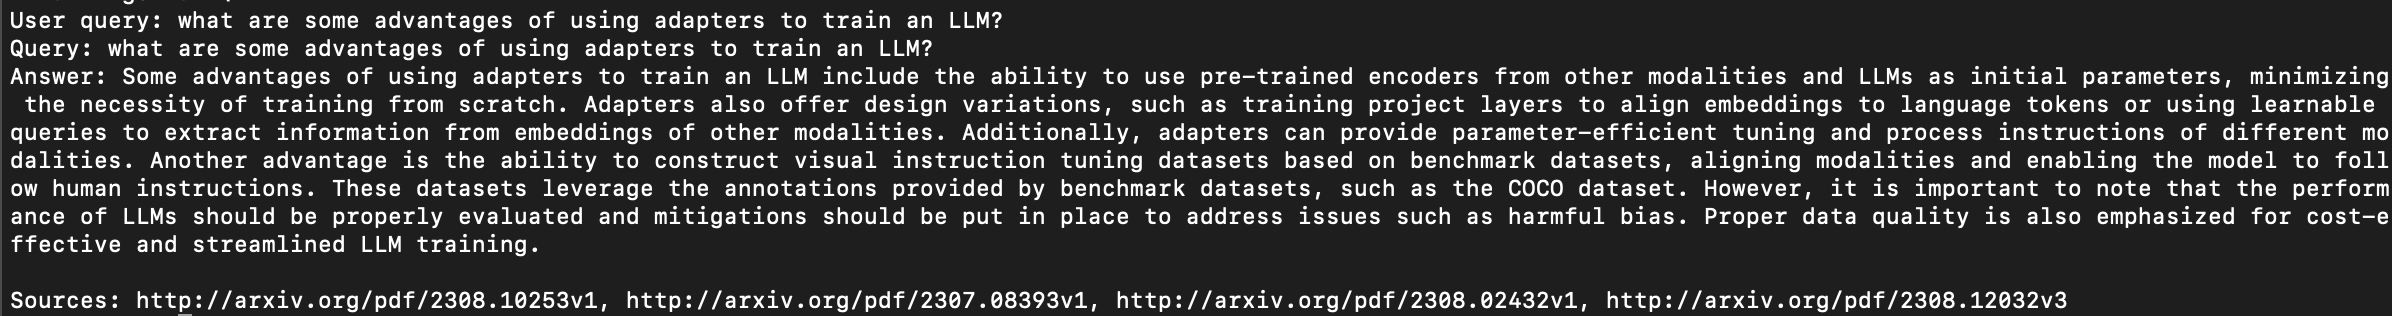 User query: what are some advantages of using adapters to train an LLM?
Query: what are some advantages of using adapters to train an LLM?
Answer: Some advantages of using adapters to train an LLM include the ability to use pre-trained encoders from other modalities and LLMs as initial parameters, minimizing
the necessity of training from scratch. Adapters also offer design variations, such as training project layers to align embeddings to language tokens or using learnable
queries to extract information from embeddings of other modalities. Additionally, adapters can provide parameter-efficient tuning and process instructions of different mo
dalities. Another advantage is the ability to construct visual instruction tuning datasets based on benchmark datasets, aligning modalities and enabling the model to foll
ow human instructions. These datasets leverage the annotations provided by benchmark datasets, such as the COCO dataset. However, it is important to note that the perform
ance of LLMs should be properly evaluated and mitigations should be put in place to address issues such as harmful bias. Proper data quality is also emphasized for cost-e
ffective and streamlined LLM training.
Sources: http://arxiv.org/pdf/2308.10253v1, http://arxiv.org/pdf/2307.08393v1, http://arxiv.org/pdf/2308.02432v1, http://arxiv.org/pdf/2308.12032v3